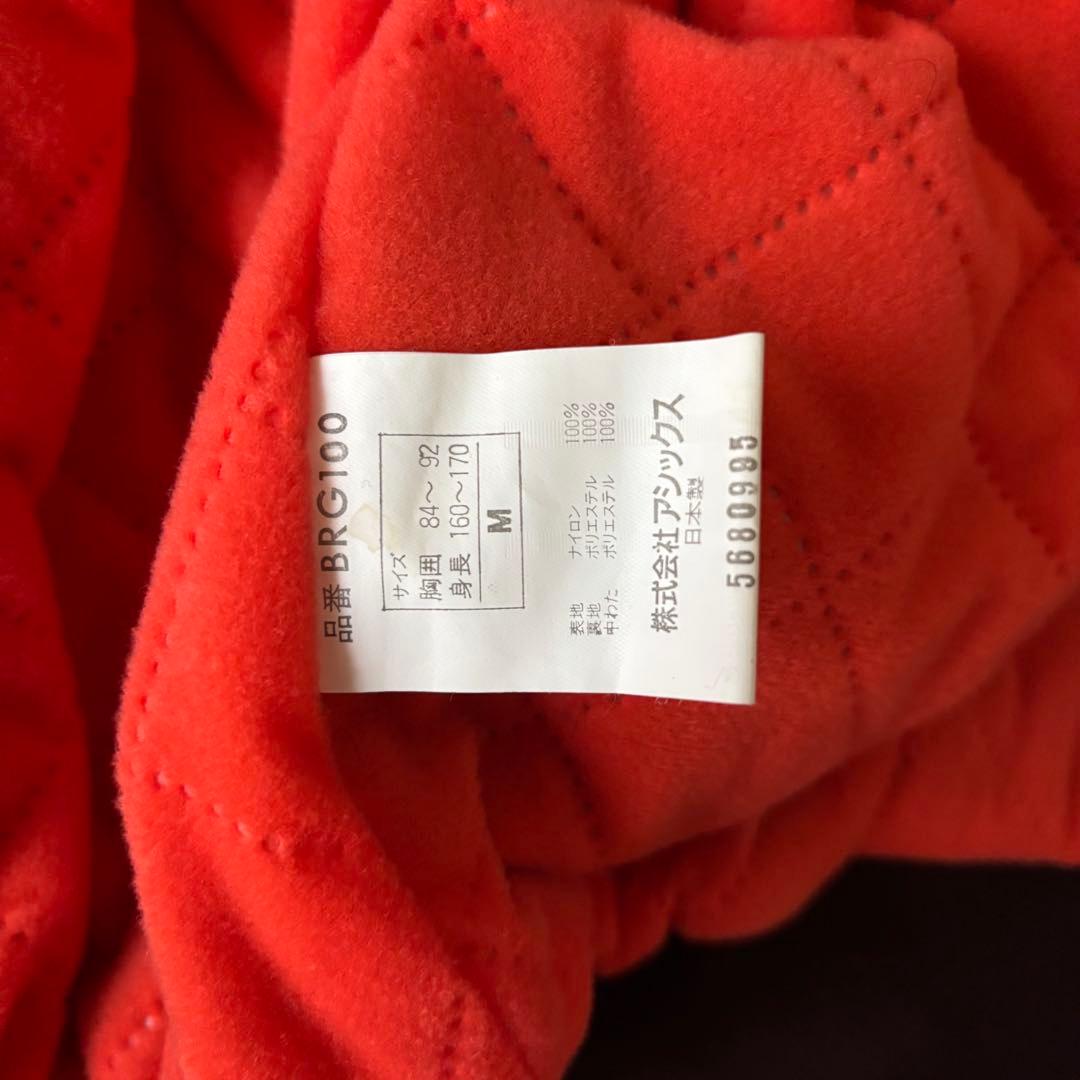 品番 BRG100
サイズ
胸囲 84〜 92
身長 160〜170
M
表地 ナイロン 100%
裏地 ポリエステル 100%
中わた ポリエステル 100%
株式会社アシックス
日本製
5680995